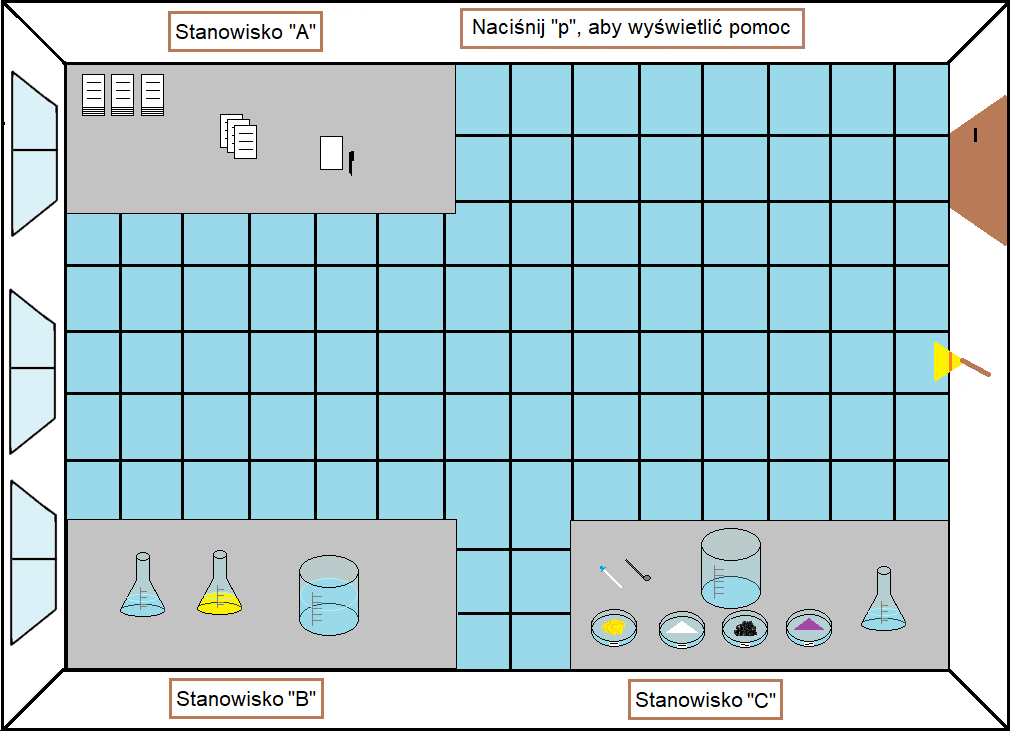 Stanowisko "A"
Naciśnij "p", aby wyświetlić pomoc
Stanowisko "B"
Stanowisko "C"